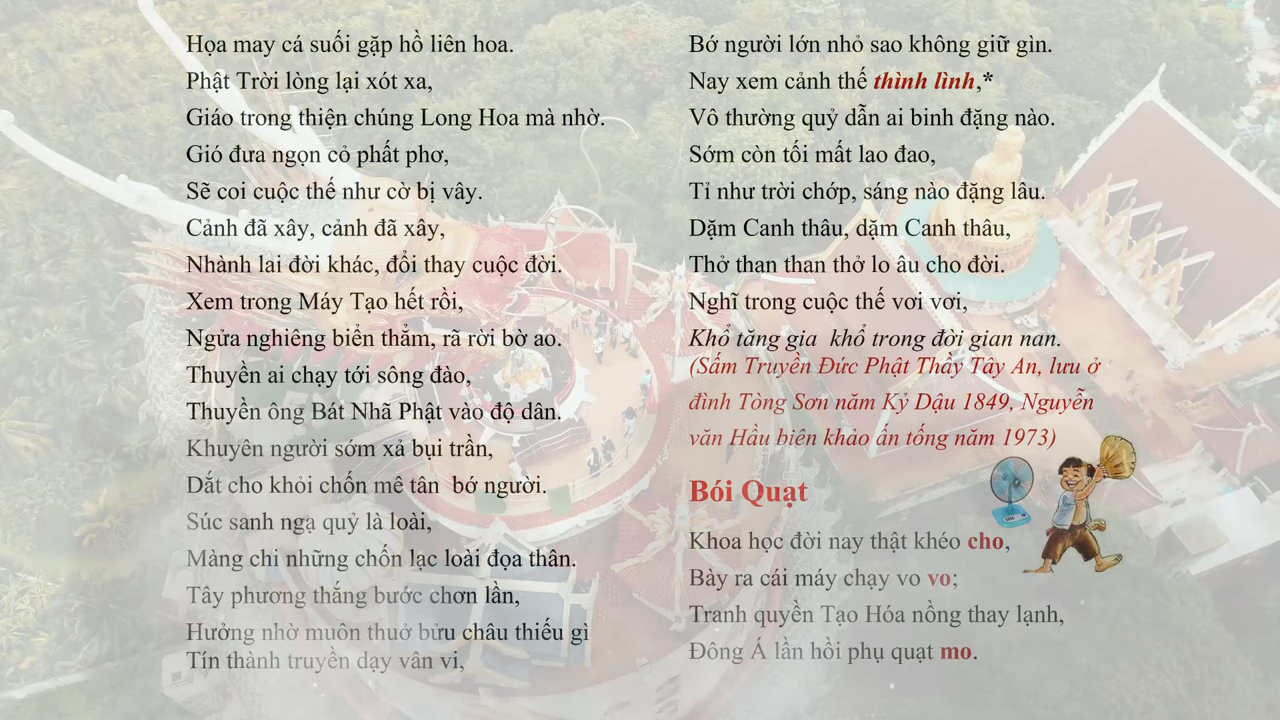 Họa may cá suối gặp hồ liên hoa.
Phật Trời lòng lại xót xa,
Giáo trong thiện chúng Long Hoa mà nhờ.
Gió đưa ngọn cỏ phất phơ,
Sẽ coi cuộc thế như cờ bị vây.
Cảnh đã xây, cảnh đã xây,
Nhành lai đời khác, đổi thay cuộc đời.
Xem trong Máy Tạo hết rồi,
Ngửa nghiêng biển thẳm, rã rời bờ ao.
Thuyền ai chạy tới sông đào,
Thuyền ông Bát Nhã Phật vào độ dân.
Khuyên người sớm xả bụi trần,
Dắt cho khỏi chốn mê tân  bớ người.
Súc sanh ngạ quỷ là loài,
Màng chi những chốn lạc loài đọa thân.
Tây phương thẳng bước chơn lần,
Hưởng nhờ muôn thuở bửu châu thiếu gì
Tín thành truyền dạy vân vi,
Bớ người lớn nhỏ sao không giữ gìn.
Nay xem cảnh thế thình lình,*
Vô thường quỷ dẫn ai binh đặng nào.
Sớm còn tối mất lao đao,
Tỉ như trời chớp, sáng nào đặng lâu.
Dặm Canh thâu, dặm Canh thâu,
Thở than than thở lo âu cho đời.
Nghĩ trong cuộc thế vơi vơi,
Khổ tăng gia  khổ trong đời gian nan.
(Sấm Truyền Đức Phật Thầy Tây An, lưu ở
đình Tòng Sơn năm Kỷ Dậu 1849, Nguyễn
văn Hầu biên khảo ấn tống năm 1973)
Bói Quạt
Khoa học đời nay thật khéo cho,
Bày ra cái máy chạy vo vo;
Tranh quyền Tạo Hóa nồng thay lạnh,
Đông Á lần hồi phụ quạt mo.